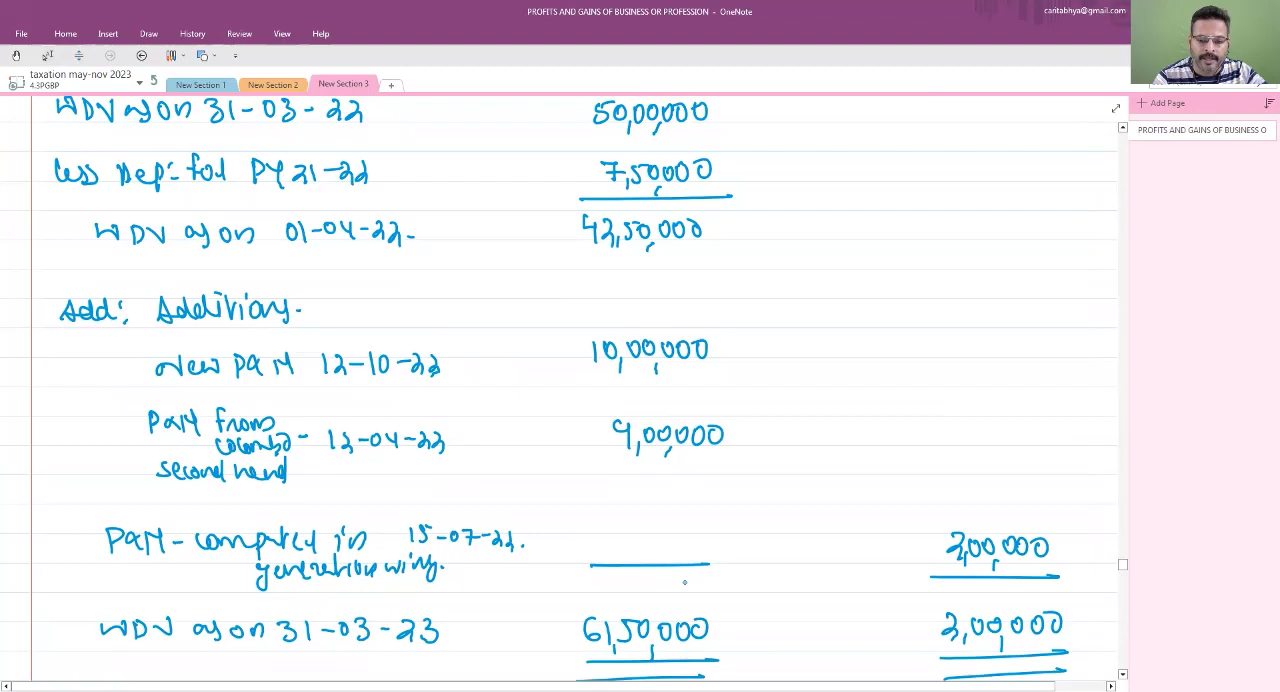 PROFITS AND GAINS OF BUSINESS OR PROFESSION - OneNote
caritabhya@gmail.com
File Home Insert Draw History Review View Help
taxation may-nov 2023
4.3PGBP
5
New Section 1 New Section 2 New Section 3
Add Page
PROFITS AND GAINS OF BUSINESS O
WDV as on 31-03-22 50,00,000
Less Dep: for PY 21-22 7,50,000
WDV as on 01-04-22 42,50,000
Add: Additions.
New P&M 12-10-22 10,00,000
P&M from
colombo - 12-04-22 9,00,000
second hand
P&M - computer in 15-07-22. 2,00,000
generation wing.
WDV as on 31-03-23 61,50,000 2,00,000